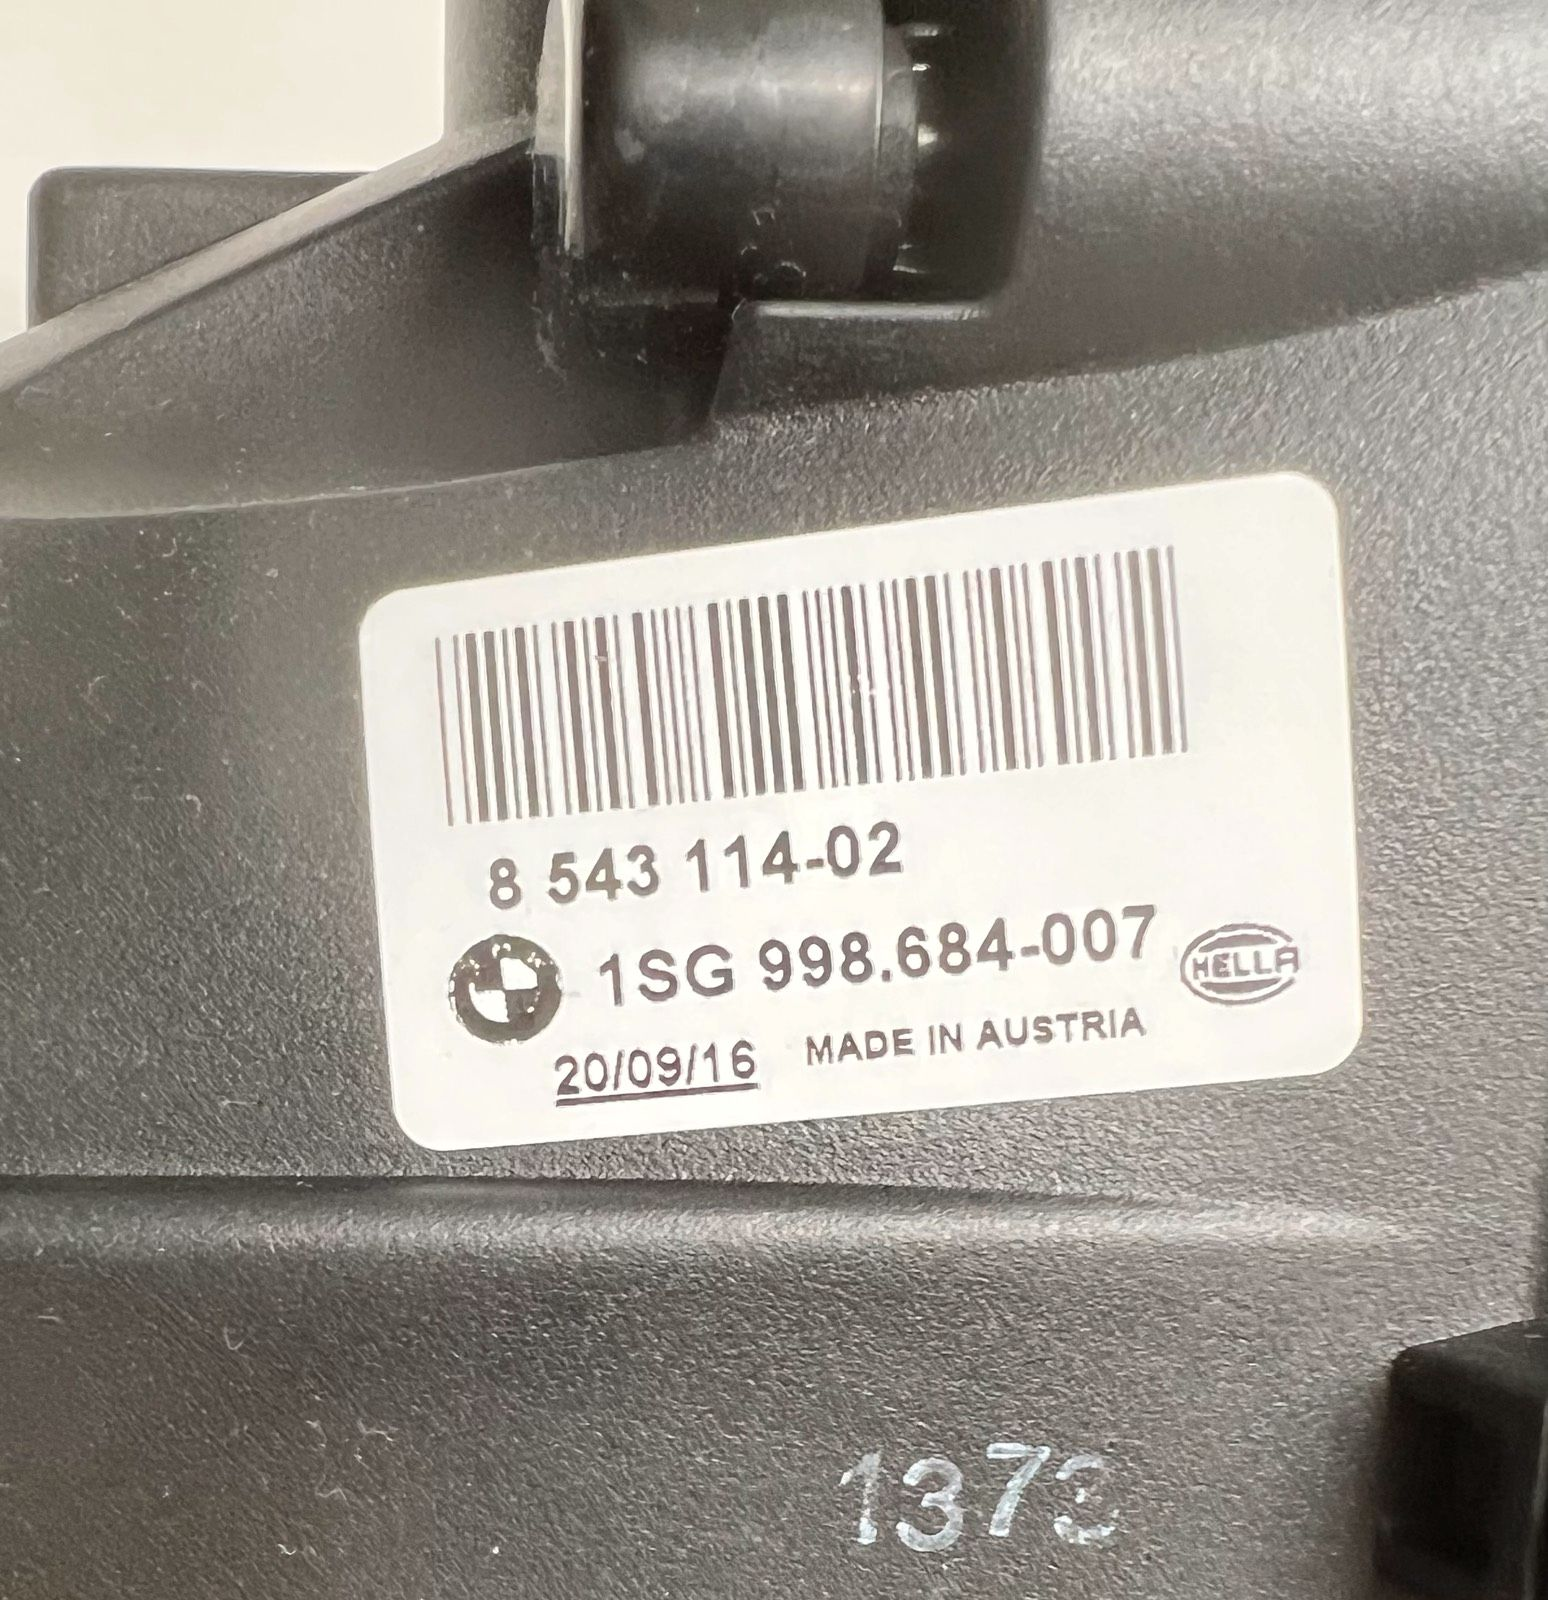 8 543 114-02
1SG 998.684-007
HELLA
20/09/16 MADE IN AUSTRIA
1373